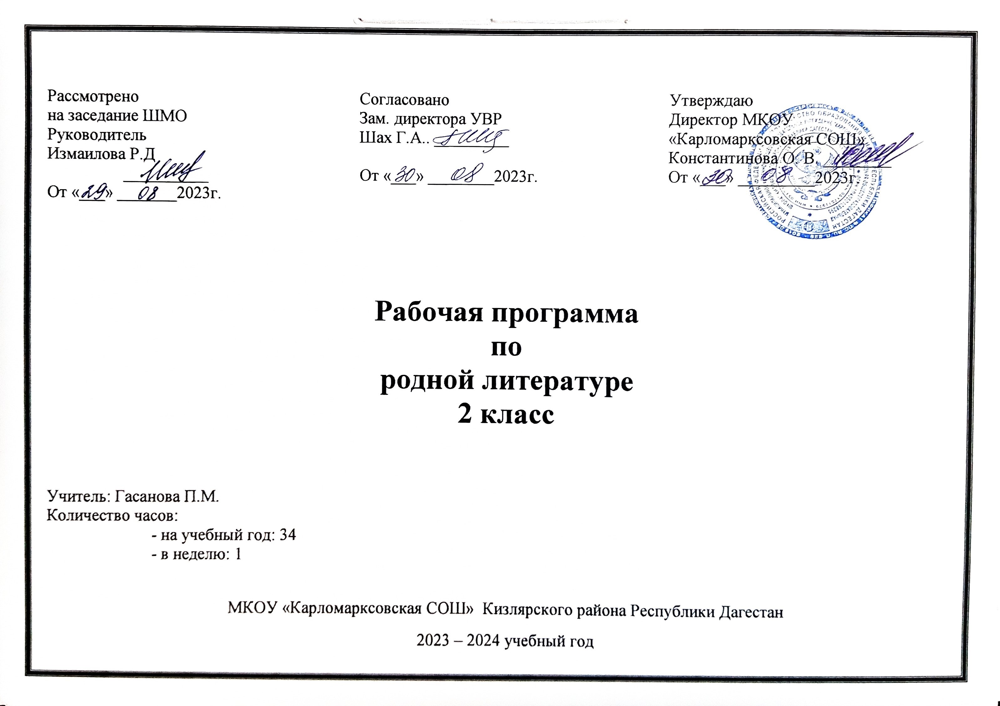 Рассмотрено
на заседание ШМО
Руководитель
Измаилова Р.Д
От «29» 08 2023г.
Согласовано
Зам. директора УВР
Шах Г.А..
От «30» 08 2023г.
Утверждаю
Директор МКОУ
«Карломарксовская СОШ»
Константинова О. В.
От «30» 08 2023г.
Рабочая программа
по
родной литературе
2 класс
Учитель: Гасанова П.М.
Количество часов:
- на учебный год: 34
- в неделю: 1
МКОУ «Карломарксовская СОШ» Кизлярского района Республики Дагестан
2023 – 2024 учебный год